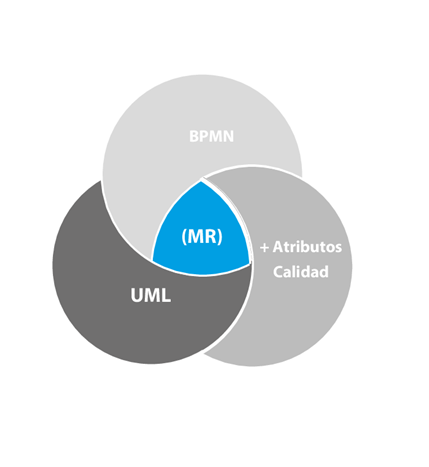 BPMN
(MR)
+ Atributos
Calidad
UML